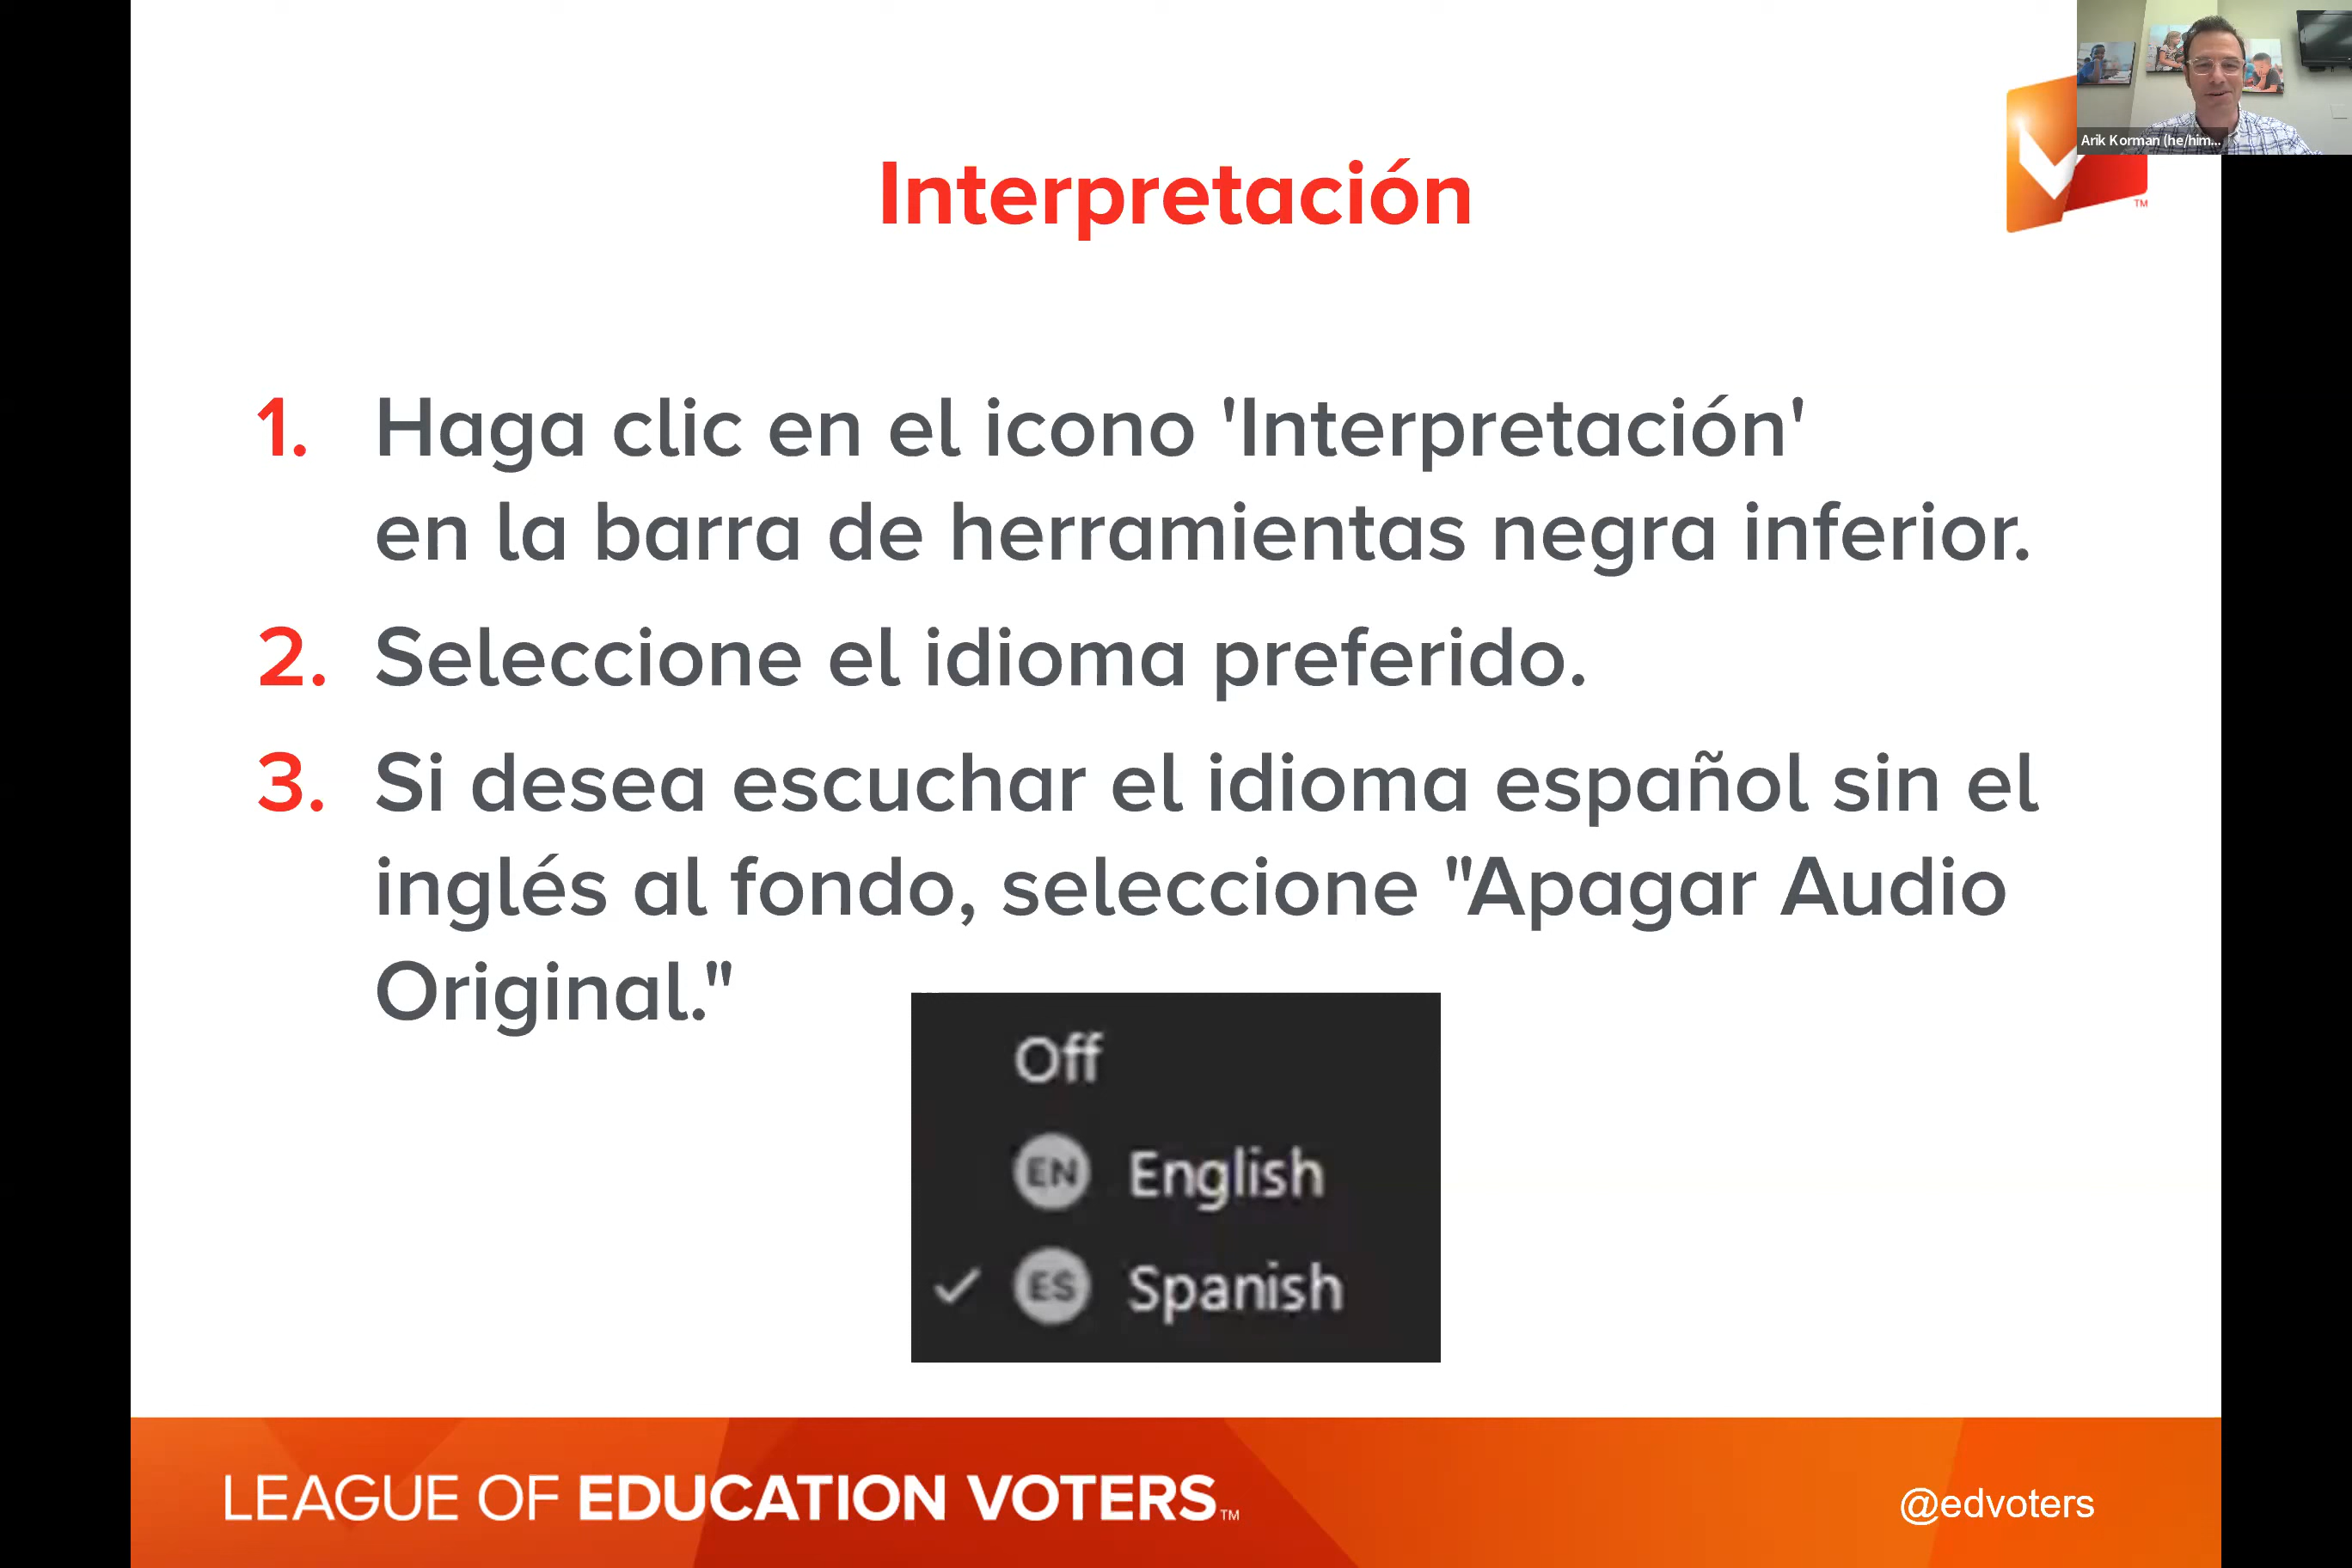 Arik Korman (he/him...
Interpretación
TM
1. Haga clic en el icono 'Interpretación'
en la barra de herramientas negra inferior.
2. Seleccione el idioma preferido.
3. Si desea escuchar el idioma español sin el
inglés al fondo, seleccione "Apagar Audio
Original."
Off
EN English
✓ ES Spanish
LEAGUE OF EDUCATION VOTERS TM
@edvoters